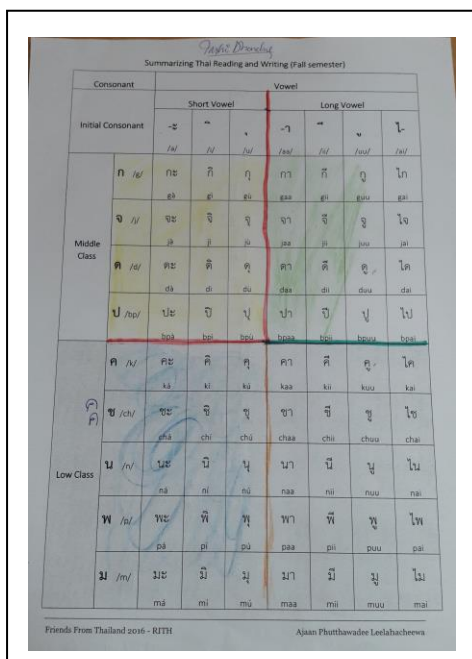 Summarizing Thai Reading and Writing (Fall semester)
Consonant Vowel
Short Vowel Long Vowel
Initial Consonant -ะ -ิ -ุ -า -ี -ู ไ-
/a/ /i/ /u/ /aa/ /ii/ /uu/ /ai/
Middle Class
ก /g/ กะ กิ กุ กา กี กู ไก
gà gì gù gaa gii guu gai
จ /j/ จะ จิ จุ จา จี จู ไจ
jà jì jù jaa jii juu jai
ด /d/ ดะ ดิ ดุ ดา ดี ดู ได
dà dì dù daa dii duu dai
ป /bp/ ปะ ปิ ปุ ปา ปี ปู ไป
bpà bpì bpù bpaa bpii bpuu bpai
Low Class
ค /k/ คะ คิ คุ คา คี คู ไค
ká kí kú kaa kii kuu kai
ช /ch/ ชะ ชิ ชุ ชา ชี ชู ไช
chá chí chú chaa chii chuu chai
น /n/ นะ นิ นุ นา นี นู ไน
ná ní nú naa nii nuu nai
พ /p/ พะ พิ พุ พา พี พู ไพ
pá pí pú paa pii puu pai
ม /m/ มะ มิ มุ มา มี มู ไม
má mí mú maa mii muu mai
Friends From Thailand 2016 - RITH Ajaan Phutthawadee Leelahacheewa